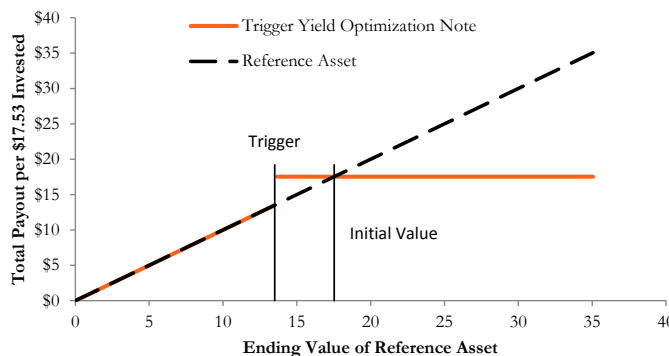 $40
Trigger Yield Optimization Note
$35
Reference Asset
$30
$25
Trigger
$20
$15
Initial Value
$10
$5
$0
0 5 10 15 20 25 30 35 40
Total Payout per $17.53 Invested
Ending Value of Reference Asset